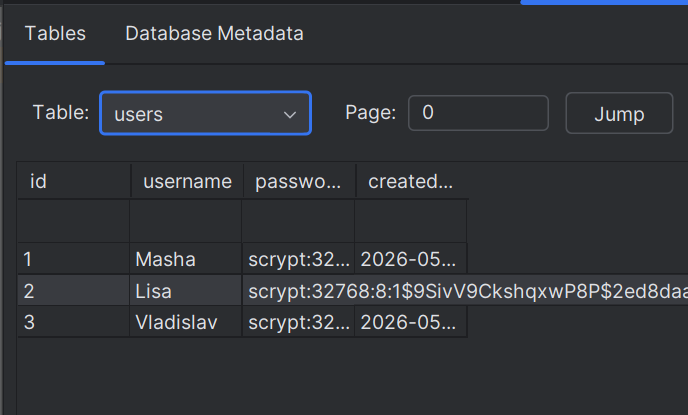 Tables Database Metadata
Table: users Page: 0 Jump
id username passwo... created...
1 Masha scrypt:32... 2026-05...
2 Lisa scrypt:32768:8:1$9SivV9CkshqxwP8P$2ed8daa
3 Vladislav scrypt:32... 2026-05...